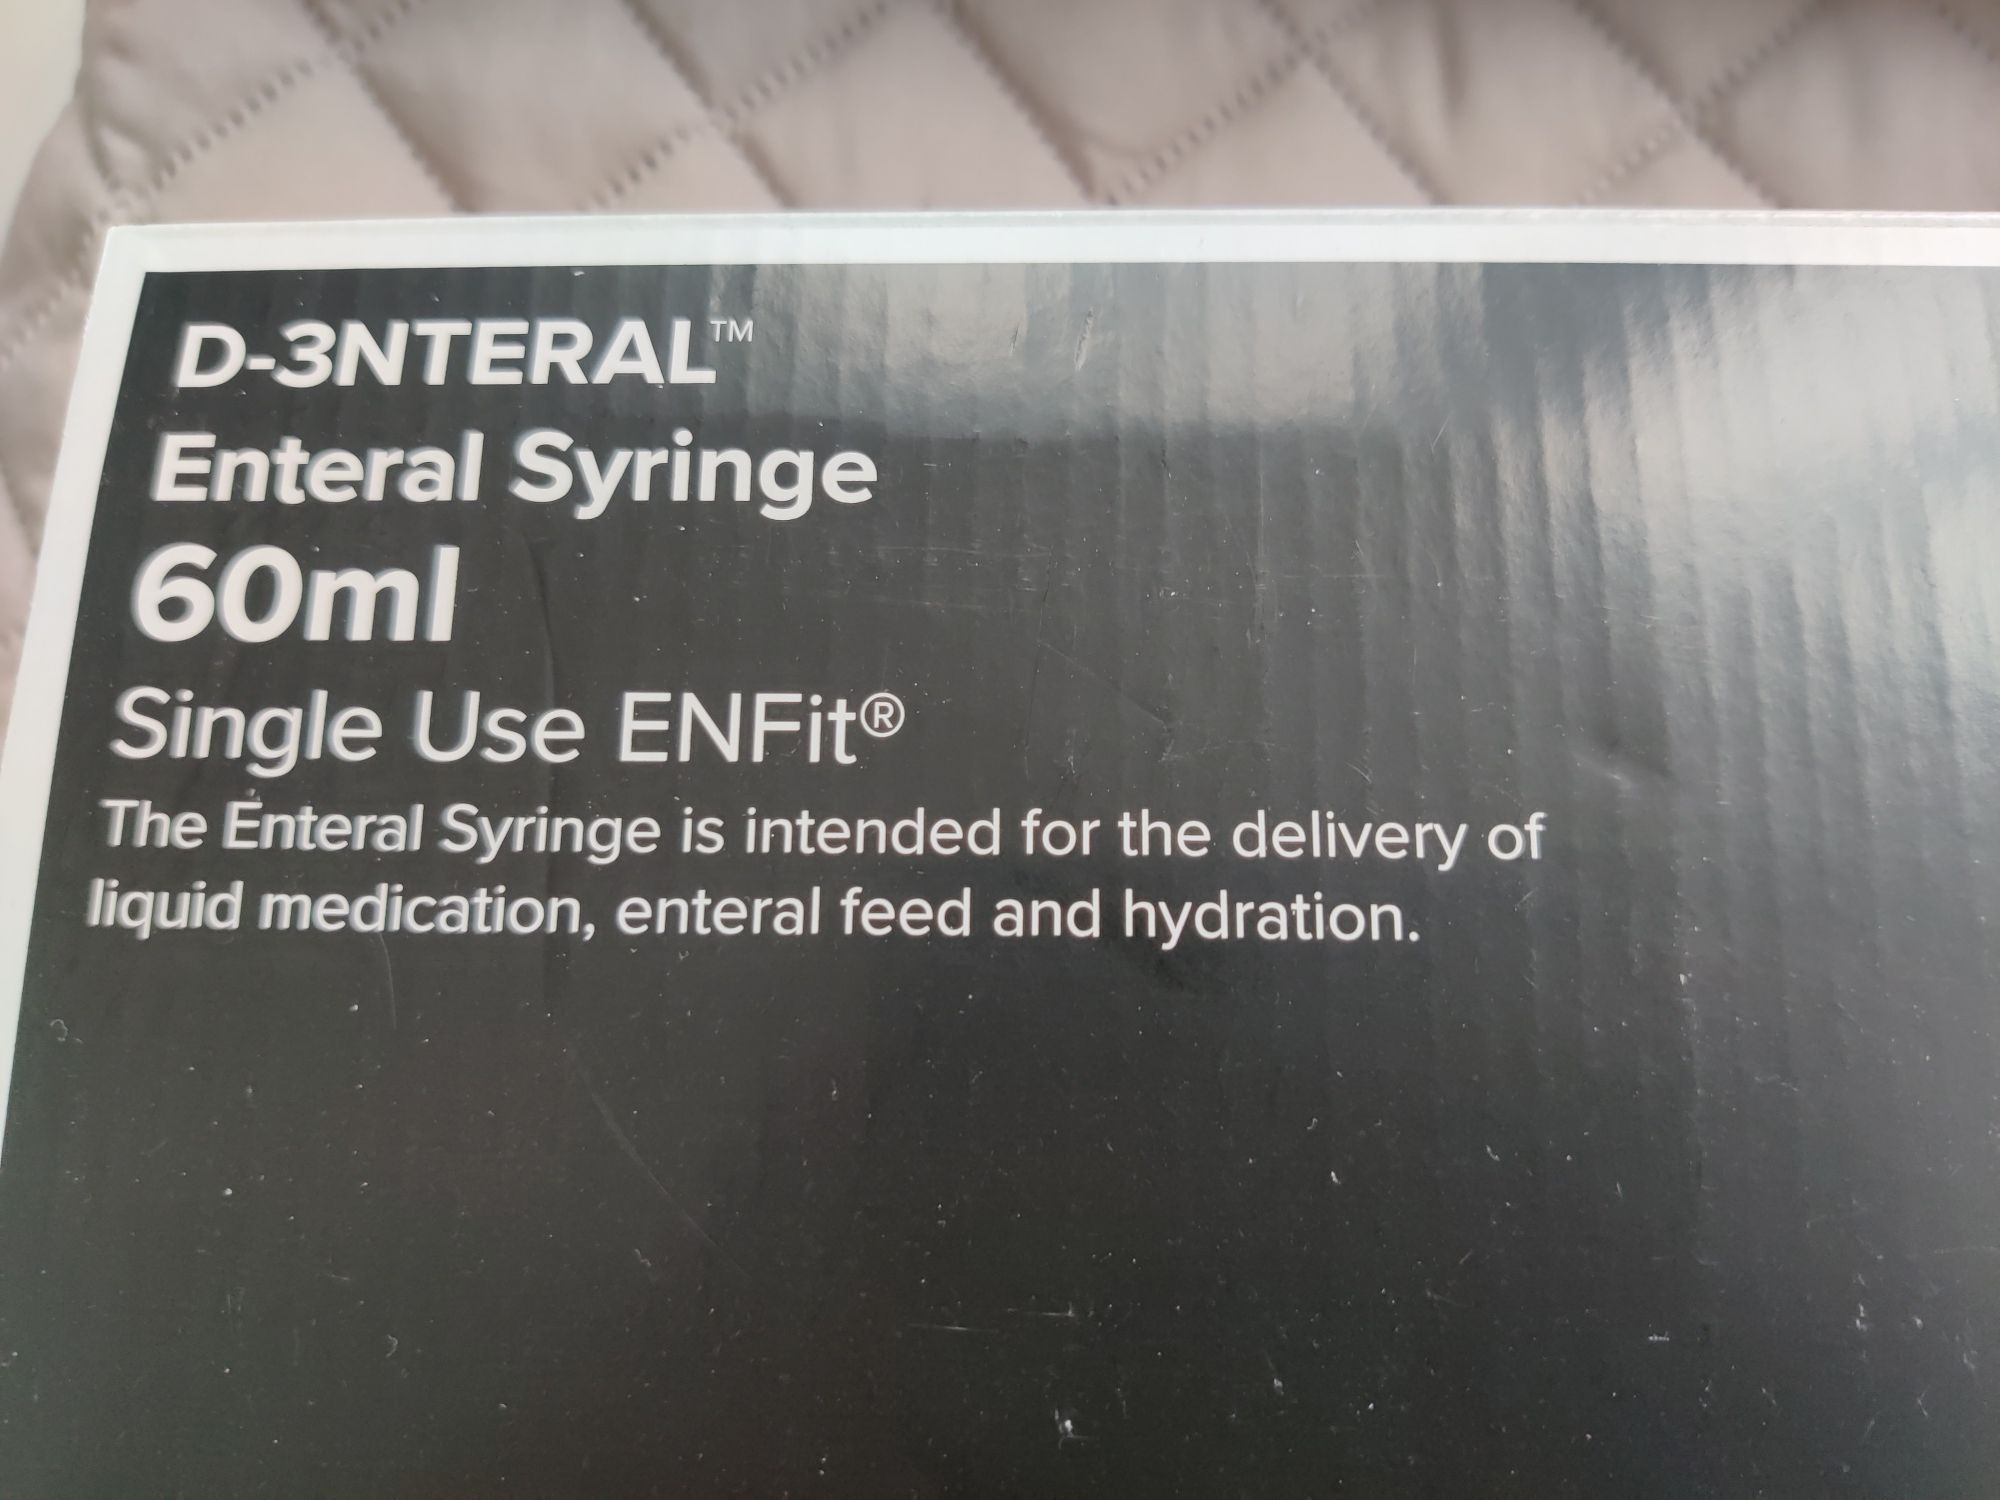 D-3NTERAL™
Enteral Syringe
60ml
Single Use ENFit®
The Enteral Syringe is intended for the delivery of
liquid medication, enteral feed and hydration.